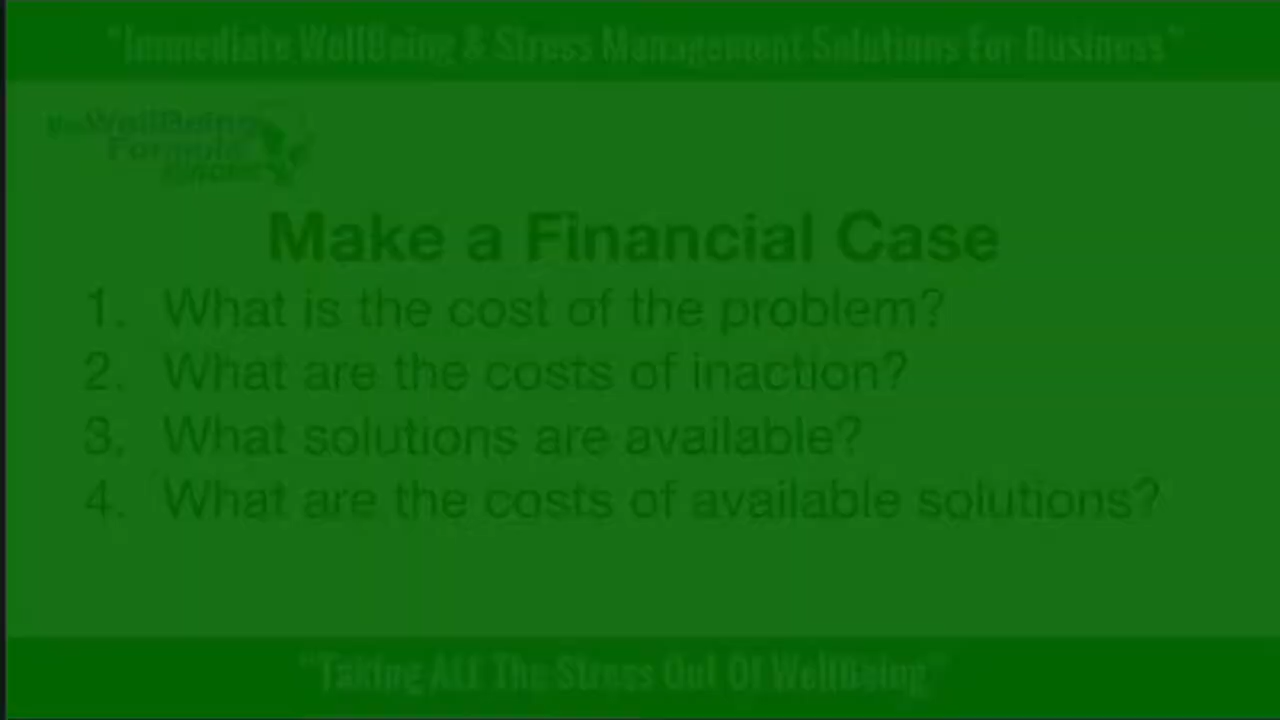 "Immediate WellBeing & Stress Management Solutions For Business"
WellBeing
Formula
Make a Financial Case
1. What is the cost of the problem?
2. What are the costs of inaction?
3. What solutions are available?
4. What are the costs of available solutions?
"Taking All The Stress Out Of WellBeing"